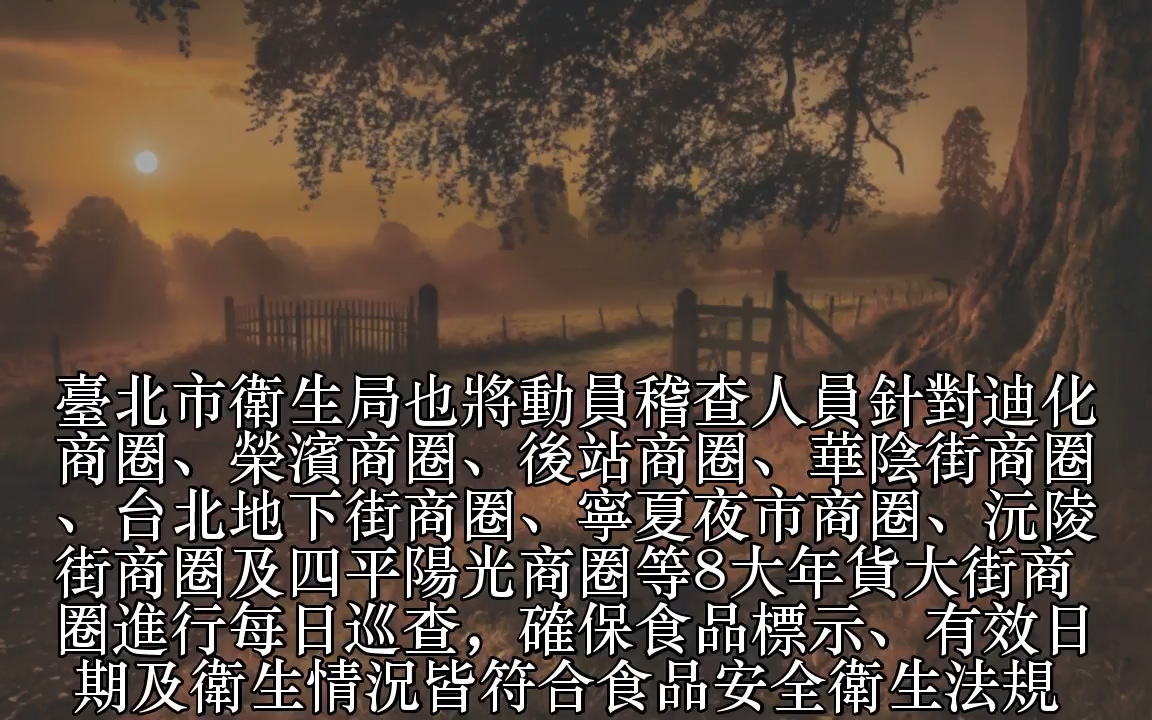 臺北市衛生局也將動員稽查人員針對迪化
商圈、榮濱商圈、後站商圈、華陰街商圈
、台北地下街商圈、寧夏夜市商圈、沅陵
街商圈及四平陽光商圈等8大年貨大街商
圈進行每日巡查，確保食品標示、有效日
期及衛生情況皆符合食品安全衛生法規